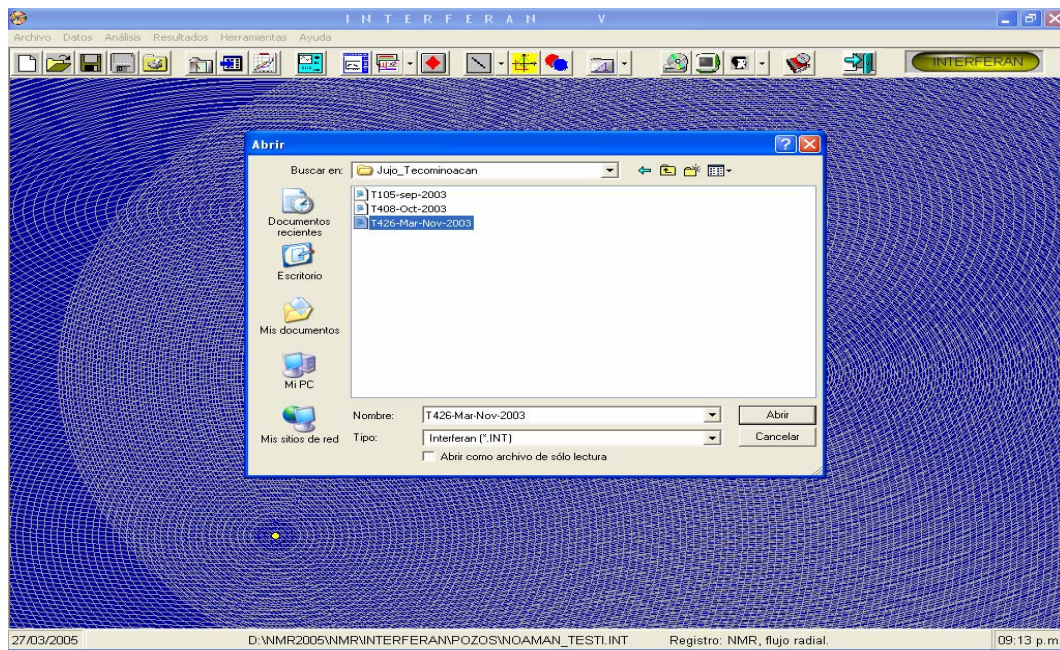 INTERFERAN V
Archivo Datos Análisis Resultados Herramientas Ayuda
INTERFERAN
Abrir
Buscar en: Jujo_Tecominoacan
T105-sep-2003
T408-Oct-2003
T426-Mar-Nov-2003
Documentos
recientes
Escritorio
Mis documentos
Mi PC
Mis sitios de red
Nombre: T426-Mar-Nov-2003 Abrir
Tipo: Interferan (*.INT) Cancelar
Abrir como archivo de sólo lectura
27/03/2005 D:\NMR2005\NMR\INTERFERAN\POZOS\NOAMAN_TESTI.INT Registro: NMR, flujo radial. 09:13 p.m.